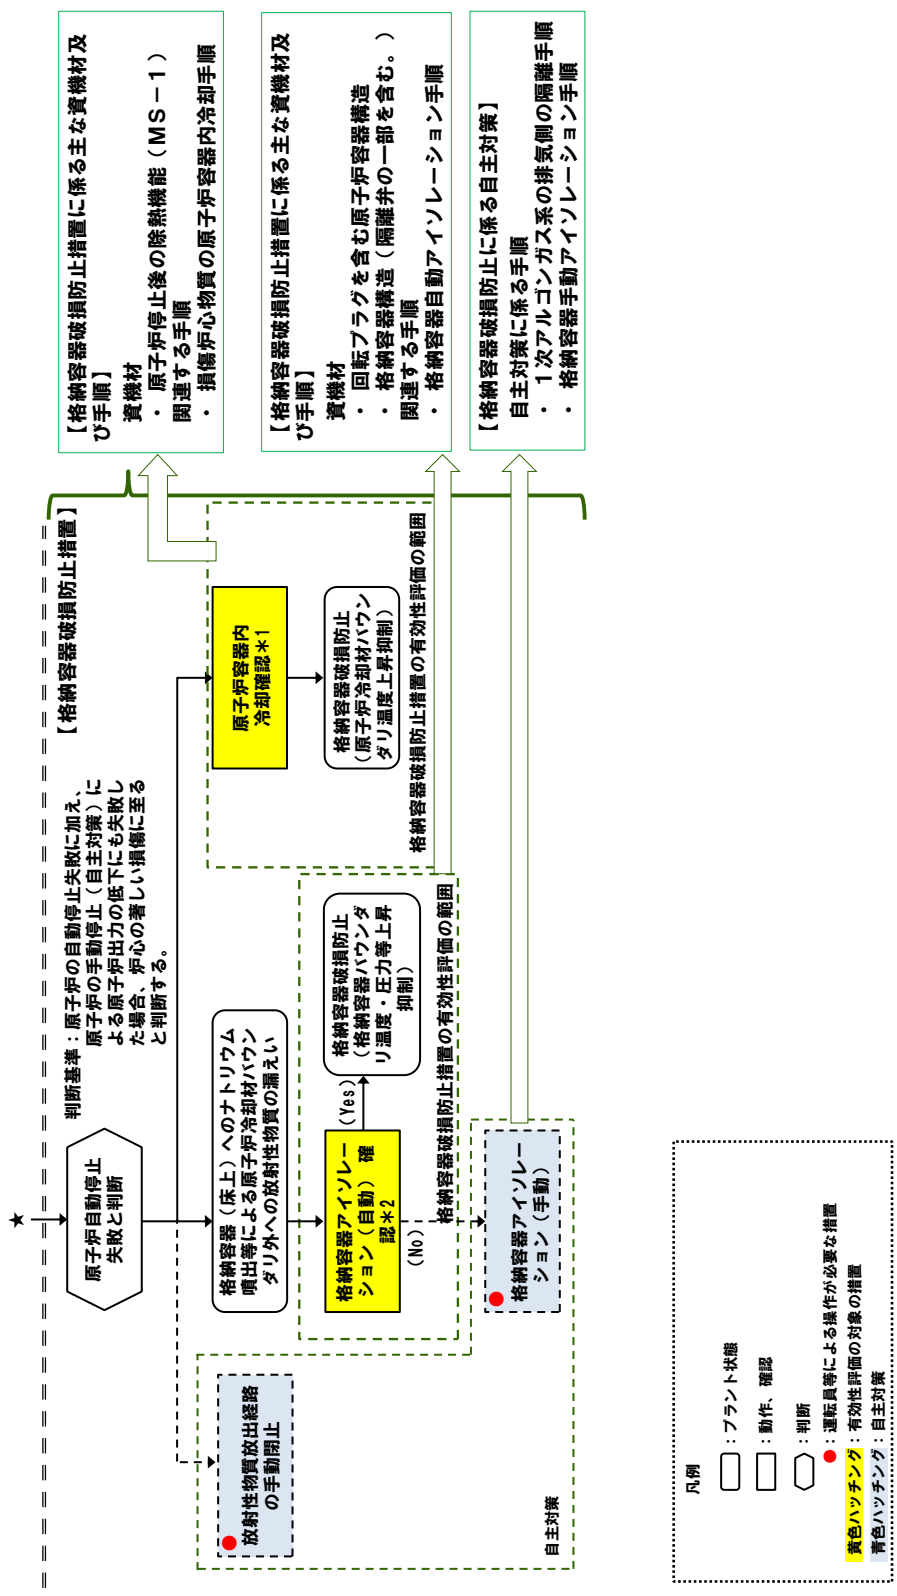 ★
【格納容器破損防止措置】
判断基準：原子炉の自動停止失敗に加え、
原子炉の手動停止（自主対策）に
よる原子炉出力の低下にも失敗し
た場合、炉心の著しい損傷に至る
と判断する。
原子炉自動停止
失敗と判断
放射性物質放出経路
の手動閉止
格納容器（床上）へのナトリウム
噴出等による原子炉冷却材バウン
ダリ外への放射性物質の漏えい
原子炉容器内
冷却確認＊1
格納容器アイソレー
ション（自動）確
認＊2
(Yes)
(No)
格納容器破損防止
（格納容器バウンダ
リ温度・圧力等上昇
抑制）
格納容器破損防止
（原子炉冷却材バウン
ダリ温度上昇抑制）
格納容器破損防止措置の有効性評価の範囲
格納容器破損防止措置の有効性評価の範囲
格納容器アイソレー
ション（手動）
自主対策
【格納容器破損防止措置に係る主な資機材及
び手順】
資機材
・ 原子炉停止後の除熱機能（ＭＳ－１）
関連する手順
・ 損傷炉心物質の原子炉容器内冷却手順
【格納容器破損防止措置に係る主な資機材及
び手順】
資機材
・ 回転プラグを含む原子炉容器構造
・ 格納容器構造（隔離弁の一部を含む。）
関連する手順
・ 格納容器自動アイソレーション手順
【格納容器破損防止に係る自主対策】
自主対策に係る手順
・ １次アルゴンガス系の排気側の隔離手順
・ 格納容器手動アイソレーション手順
凡例
：プラント状態
：動作、確認
：判断
：運転員等による操作が必要な措置
黄色ハッチング：有効性評価の対象の措置
青色ハッチング：自主対策